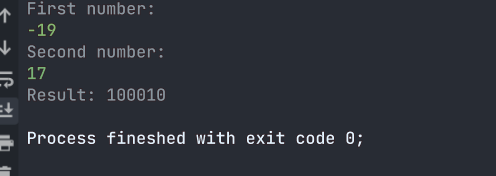 First number:
-19
Second number:
17
Result: 100010
Process fineshed with exit code 0;